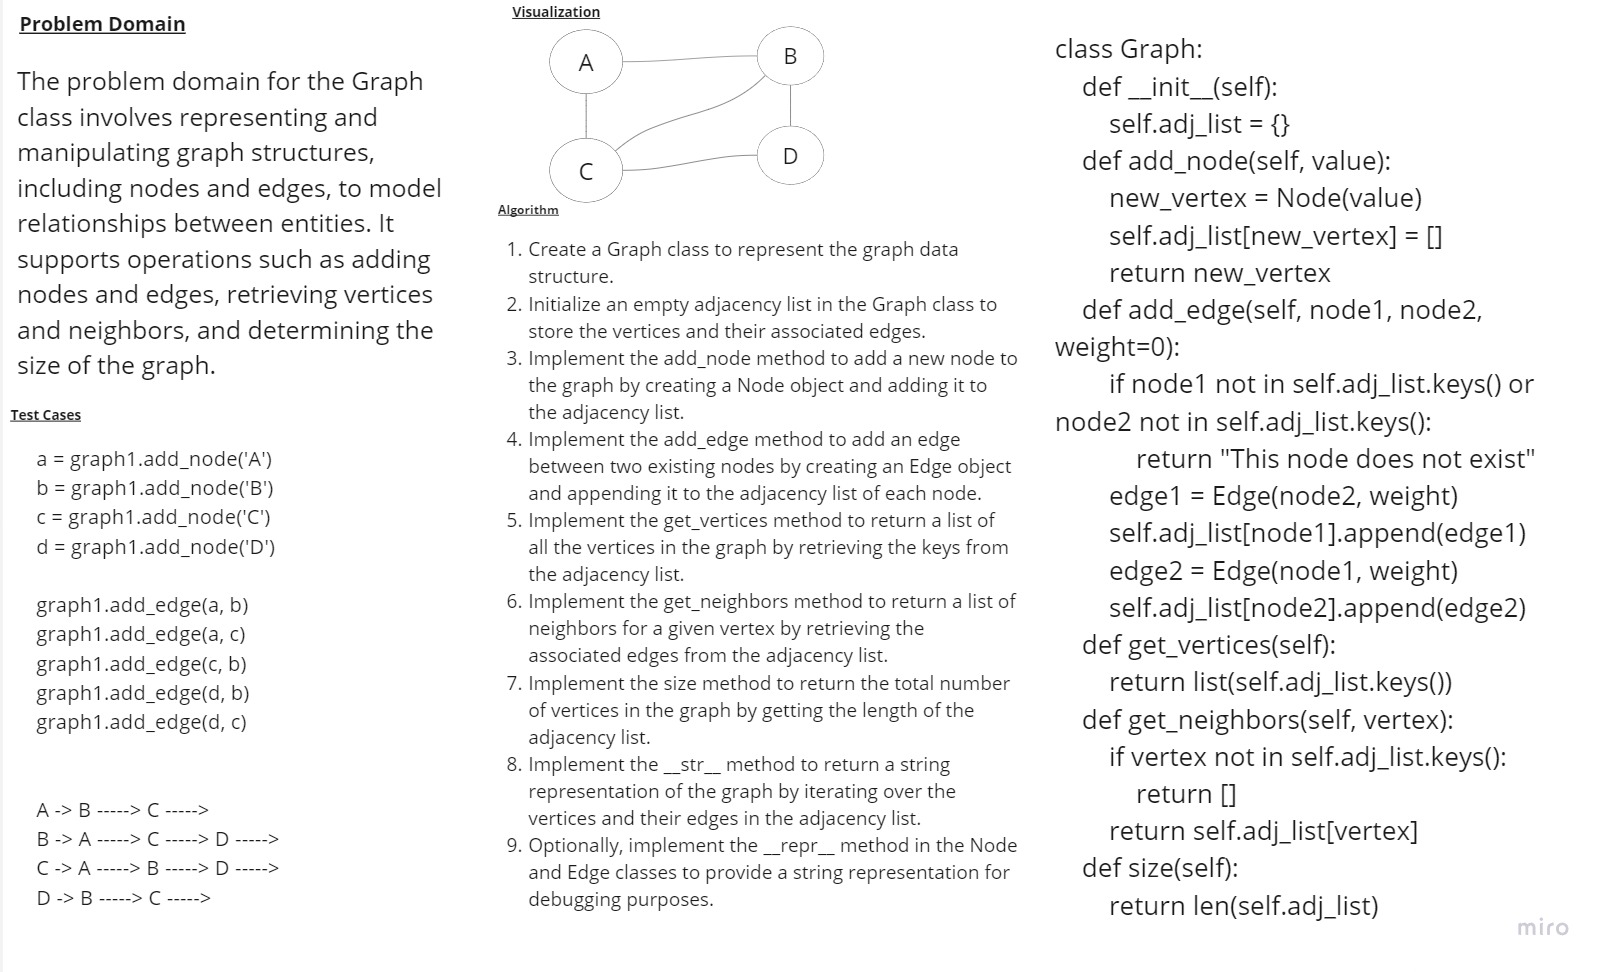 Problem Domain
The problem domain for the Graph
class involves representing and
manipulating graph structures,
including nodes and edges, to model
relationships between entities. It
supports operations such as adding
nodes and edges, retrieving vertices
and neighbors, and determining the
size of the graph.
Test Cases
a = graph1.add_node('A')
b = graph1.add_node('B')
c = graph1.add_node('C')
d = graph1.add_node('D')
graph1.add_edge(a, b)
graph1.add_edge(a, c)
graph1.add_edge(c, b)
graph1.add_edge(d, b)
graph1.add_edge(d, c)
A -> B -----> C ----->
B -> A -----> C -----> D ----->
C -> A -----> B -----> D ----->
D -> B -----> C ----->
Visualization
A
B
C
D
Algorithm
1. Create a Graph class to represent the graph data
structure.
2. Initialize an empty adjacency list in the Graph class to
store the vertices and their associated edges.
3. Implement the add_node method to add a new node to
the graph by creating a Node object and adding it to
the adjacency list.
4. Implement the add_edge method to add an edge
between two existing nodes by creating an Edge object
and appending it to the adjacency list of each node.
5. Implement the get_vertices method to return a list of
all the vertices in the graph by retrieving the keys from
the adjacency list.
6. Implement the get_neighbors method to return a list of
neighbors for a given vertex by retrieving the
associated edges from the adjacency list.
7. Implement the size method to return the total number
of vertices in the graph by getting the length of the
adjacency list.
8. Implement the __str__ method to return a string
representation of the graph by iterating over the
vertices and their edges in the adjacency list.
9. Optionally, implement the __repr__ method in the Node
and Edge classes to provide a string representation for
debugging purposes.
class Graph:
def __init__(self):
self.adj_list = {}
def add_node(self, value):
new_vertex = Node(value)
self.adj_list[new_vertex] = []
return new_vertex
def add_edge(self, node1, node2,
weight=0):
if node1 not in self.adj_list.keys() or
node2 not in self.adj_list.keys():
return "This node does not exist"
edge1 = Edge(node2, weight)
self.adj_list[node1].append(edge1)
edge2 = Edge(node1, weight)
self.adj_list[node2].append(edge2)
def get_vertices(self):
return list(self.adj_list.keys())
def get_neighbors(self, vertex):
if vertex not in self.adj_list.keys():
return []
return self.adj_list[vertex]
def size(self):
return len(self.adj_list)
miro